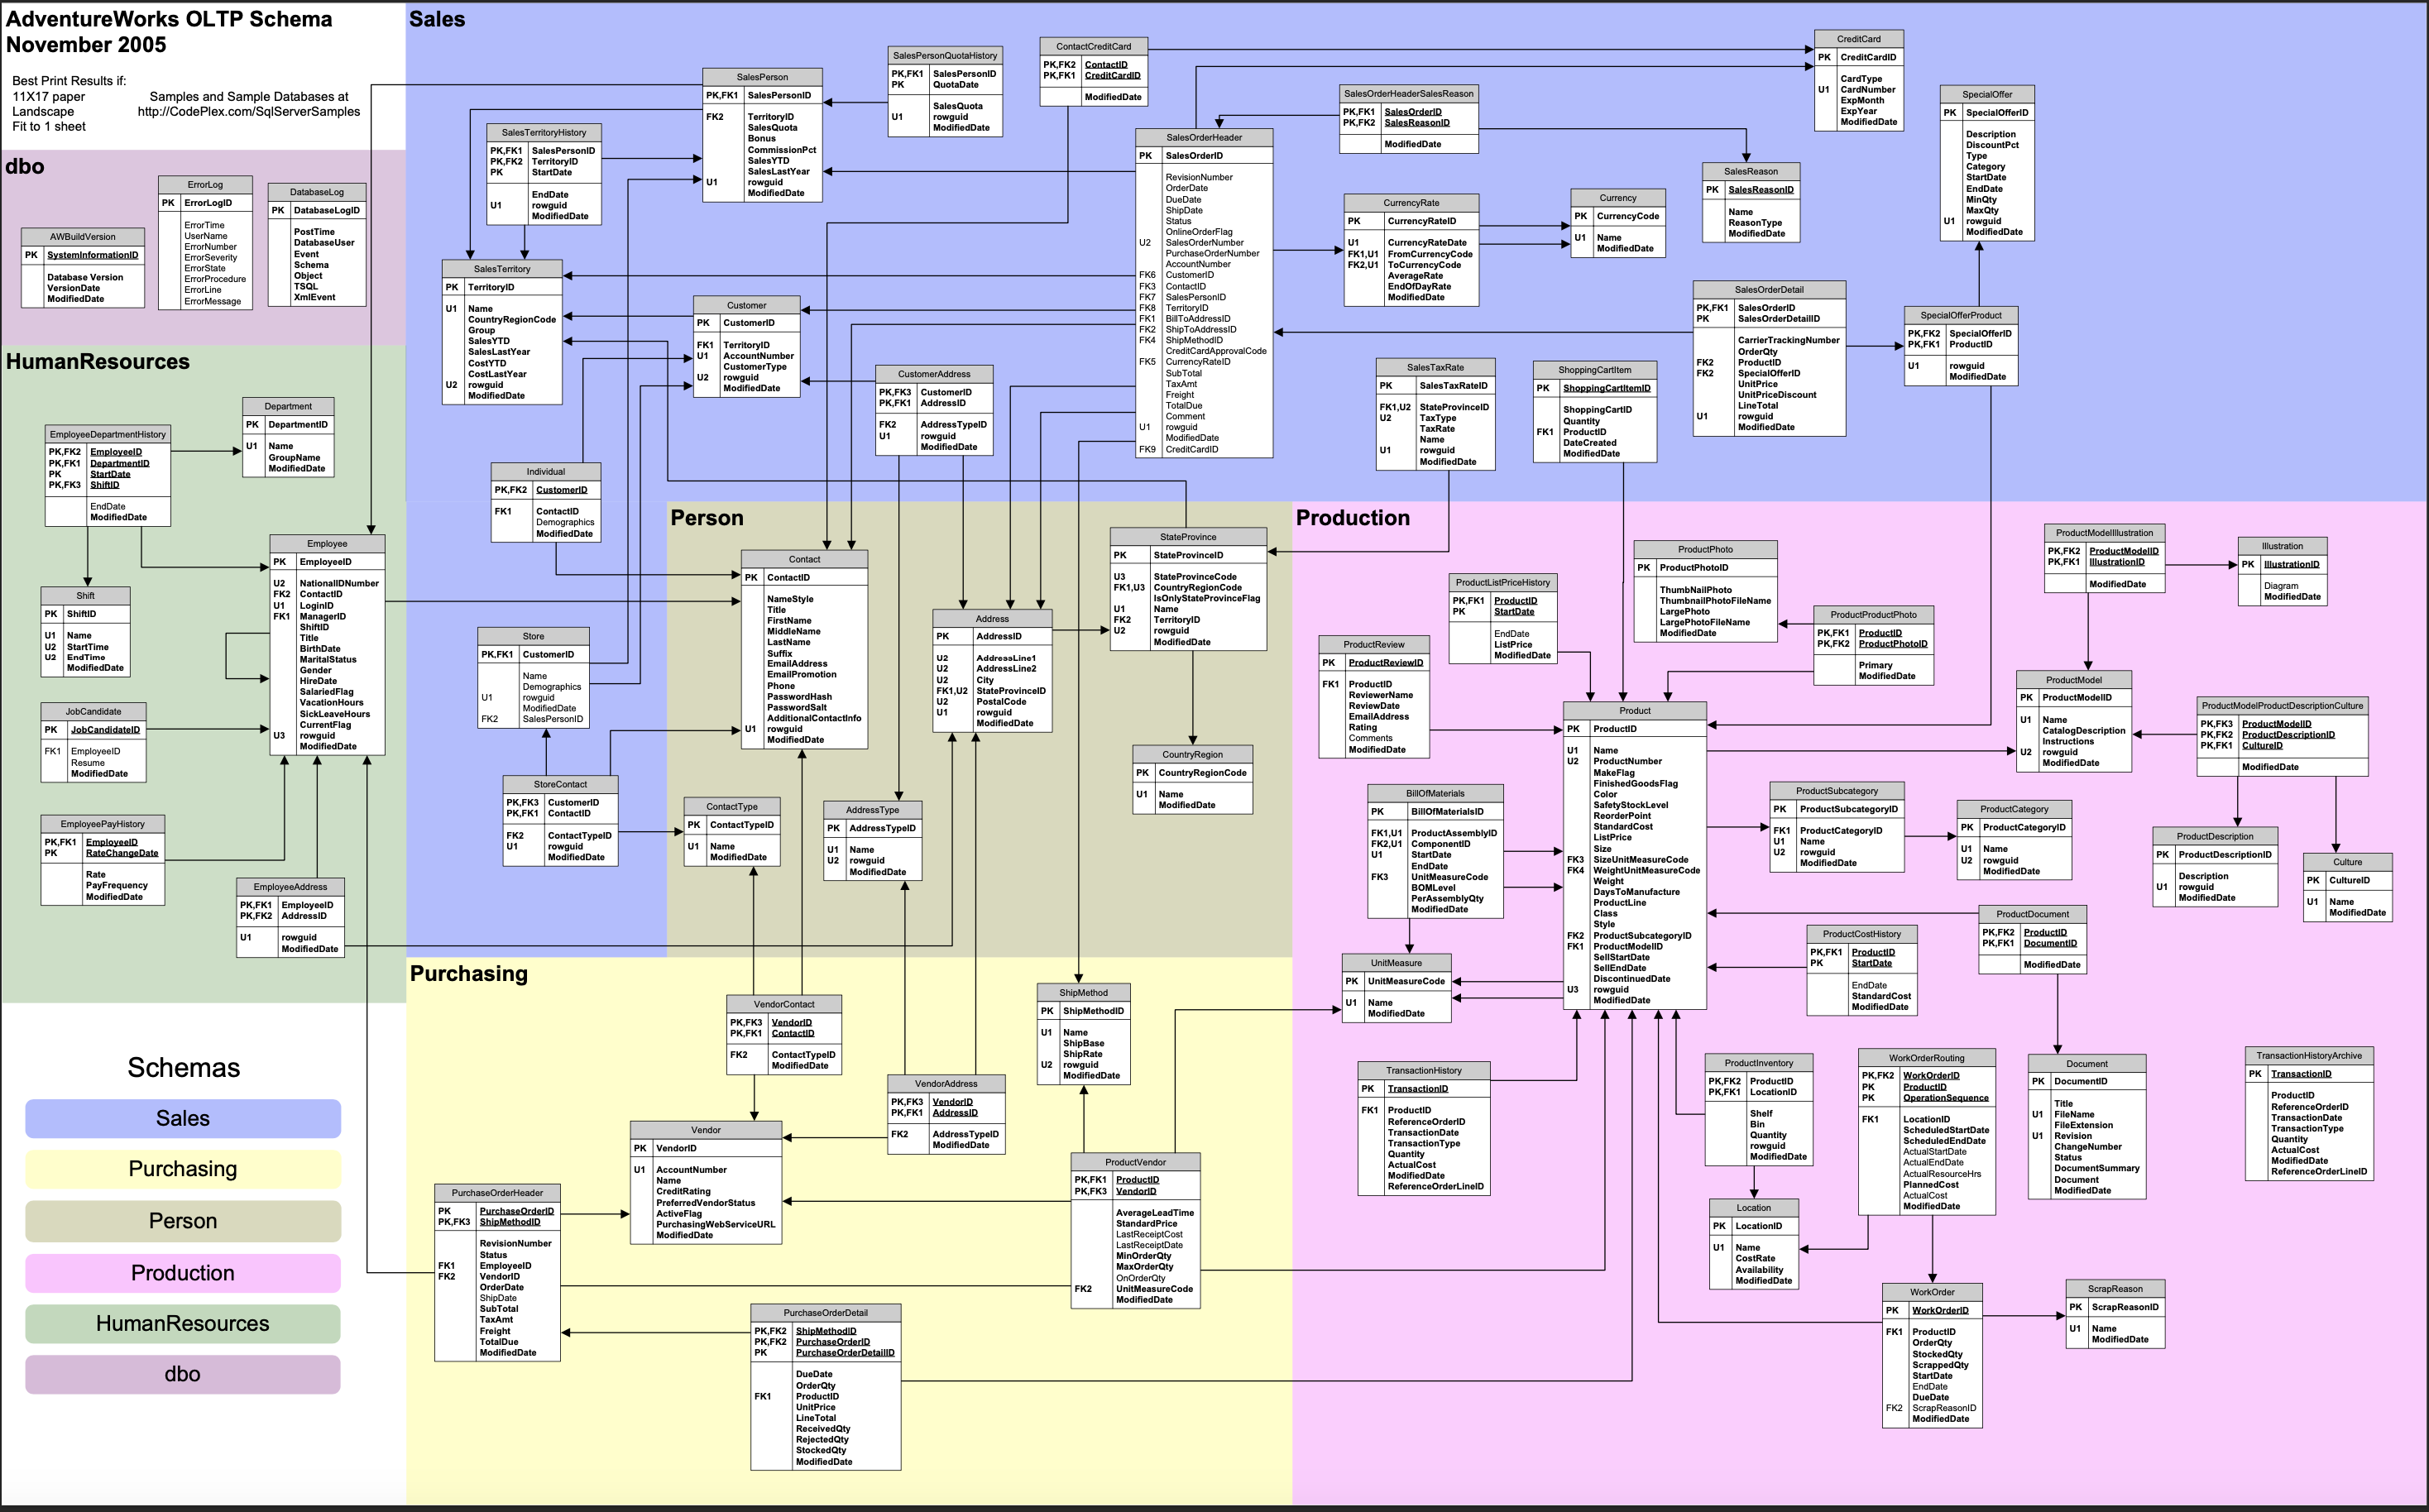 AdventureWorks OLTP Schema
November 2005
Best Print Results if:
11X17 paper
Landscape
Fit to 1 sheet
Samples and Sample Databases at
http://CodePlex.com/SqlServerSamples
dbo
AWBuildVersion
PK SystemInformationID
Database Version
VersionDate
ModifiedDate
ErrorLog
PK ErrorLogID
ErrorTime
UserName
ErrorNumber
ErrorSeverity
ErrorState
ErrorProcedure
ErrorLine
ErrorMessage
DatabaseLog
PK DatabaseLogID
PostTime
DatabaseUser
Event
Schema
Object
TSQL
XmlEvent
HumanResources
Department
PK DepartmentID
U1 Name
GroupName
ModifiedDate
EmployeeDepartmentHistory
PK,FK2 EmployeeID
PK,FK1 DepartmentID
PK StartDate
PK,FK3 ShiftID
EndDate
ModifiedDate
Employee
PK EmployeeID
U2 NationalIDNumber
FK2 ContactID
U1 LoginID
FK1 ManagerID
ShiftID
Title
BirthDate
MaritalStatus
Gender
HireDate
SalariedFlag
VacationHours
SickLeaveHours
CurrentFlag
U3 rowguid
ModifiedDate
Shift
PK ShiftID
U1 Name
U2 StartTime
U2 EndTime
ModifiedDate
JobCandidate
PK JobCandidateID
FK1 EmployeeID
Resume
ModifiedDate
EmployeePayHistory
PK,FK1 EmployeeID
PK RateChangeDate
Rate
PayFrequency
ModifiedDate
EmployeeAddress
PK,FK1 EmployeeID
PK,FK2 AddressID
U1 rowguid
ModifiedDate
Schemas
Sales
Purchasing
Person
Production
HumanResources
dbo
Sales
SalesPerson
PK,FK1 SalesPersonID
FK2 TerritoryID
SalesQuota
Bonus
CommissionPct
SalesYTD
SalesLastYear
U1 rowguid
ModifiedDate
SalesPersonQuotaHistory
PK,FK1 SalesPersonID
PK QuotaDate
SalesQuota
U1 rowguid
ModifiedDate
ContactCreditCard
PK,FK2 ContactID
PK,FK1 CreditCardID
ModifiedDate
CreditCard
PK CreditCardID
CardType
U1 CardNumber
ExpMonth
ExpYear
ModifiedDate
SalesTerritoryHistory
PK,FK1 SalesPersonID
PK,FK2 TerritoryID
PK StartDate
EndDate
U1 rowguid
ModifiedDate
SalesOrderHeader
PK SalesOrderID
RevisionNumber
OrderDate
DueDate
ShipDate
Status
OnlineOrderFlag
U2 SalesOrderNumber
PurchaseOrderNumber
AccountNumber
FK6 CustomerID
FK3 ContactID
FK7 SalesPersonID
FK8 TerritoryID
FK1 BillToAddressID
FK2 ShipToAddressID
FK4 ShipMethodID
CreditCardApprovalCode
FK5 CurrencyRateID
SubTotal
TaxAmt
Freight
TotalDue
Comment
U1 rowguid
ModifiedDate
FK9 CreditCardID
SalesOrderHeaderSalesReason
PK,FK1 SalesOrderID
PK,FK2 SalesReasonID
ModifiedDate
SalesReason
PK SalesReasonID
Name
ReasonType
ModifiedDate
SpecialOffer
PK SpecialOfferID
Description
DiscountPct
Type
Category
StartDate
EndDate
MinQty
MaxQty
U1 rowguid
ModifiedDate
CurrencyRate
PK CurrencyRateID
U1 CurrencyRateDate
FK1,U1 FromCurrencyCode
FK2,U1 ToCurrencyCode
AverageRate
EndOfDayRate
ModifiedDate
Currency
PK CurrencyCode
U1 Name
ModifiedDate
SalesTerritory
PK TerritoryID
U1 Name
CountryRegionCode
Group
SalesYTD
SalesLastYear
CostYTD
CostLastYear
U2 rowguid
ModifiedDate
Customer
PK CustomerID
FK1 TerritoryID
U1 AccountNumber
CustomerType
U2 rowguid
ModifiedDate
CustomerAddress
PK,FK3 CustomerID
PK,FK1 AddressID
FK2 AddressTypeID
U1 rowguid
ModifiedDate
SalesOrderDetail
PK,FK1 SalesOrderID
PK SalesOrderDetailID
CarrierTrackingNumber
OrderQty
FK2 ProductID
FK2 SpecialOfferID
UnitPrice
UnitPriceDiscount
LineTotal
U1 rowguid
ModifiedDate
SpecialOfferProduct
PK,FK2 SpecialOfferID
PK,FK1 ProductID
U1 rowguid
ModifiedDate
SalesTaxRate
PK SalesTaxRateID
FK1,U2 StateProvinceID
U2 TaxType
TaxRate
Name
U1 rowguid
ModifiedDate
ShoppingCartItem
PK ShoppingCartItemID
ShoppingCartID
Quantity
FK1 ProductID
DateCreated
ModifiedDate
Individual
PK,FK2 CustomerID
FK1 ContactID
Demographics
ModifiedDate
Store
PK,FK1 CustomerID
Name
Demographics
U1 rowguid
ModifiedDate
FK2 SalesPersonID
StoreContact
PK,FK3 CustomerID
PK,FK1 ContactID
FK2 ContactTypeID
U1 rowguid
ModifiedDate
Person
Contact
PK ContactID
NameStyle
Title
FirstName
MiddleName
LastName
Suffix
EmailAddress
EmailPromotion
Phone
PasswordHash
PasswordSalt
AdditionalContactInfo
U1 rowguid
ModifiedDate
StateProvince
PK StateProvinceID
U3 StateProvinceCode
FK1,U3 CountryRegionCode
IsOnlyStateProvinceFlag
U1 Name
FK2 TerritoryID
U2 rowguid
ModifiedDate
Address
PK AddressID
U2 AddressLine1
U2 AddressLine2
U2 City
FK1,U2 StateProvinceID
U2 PostalCode
U1 rowguid
ModifiedDate
CountryRegion
PK CountryRegionCode
U1 Name
ModifiedDate
ContactType
PK ContactTypeID
U1 Name
ModifiedDate
AddressType
PK AddressTypeID
U1 Name
U2 rowguid
ModifiedDate
Purchasing
VendorContact
PK,FK3 VendorID
PK,FK1 ContactID
FK2 ContactTypeID
ModifiedDate
ShipMethod
PK ShipMethodID
U1 Name
ShipBase
ShipRate
U2 rowguid
ModifiedDate
VendorAddress
PK,FK3 VendorID
PK,FK1 AddressID
FK2 AddressTypeID
ModifiedDate
Vendor
PK VendorID
U1 AccountNumber
Name
CreditRating
PreferredVendorStatus
ActiveFlag
PurchasingWebServiceURL
ModifiedDate
ProductVendor
PK,FK1 ProductID
PK,FK3 VendorID
AverageLeadTime
StandardPrice
LastReceiptCost
LastReceiptDate
MinOrderQty
MaxOrderQty
OnOrderQty
FK2 UnitMeasureCode
ModifiedDate
PurchaseOrderHeader
PK PurchaseOrderID
PK,FK3 ShipMethodID
RevisionNumber
Status
FK1 EmployeeID
FK2 VendorID
OrderDate
ShipDate
SubTotal
TaxAmt
Freight
TotalDue
ModifiedDate
PurchaseOrderDetail
PK,FK2 ShipMethodID
PK,FK2 PurchaseOrderID
PK PurchaseOrderDetailID
DueDate
OrderQty
FK1 ProductID
UnitPrice
LineTotal
ReceivedQty
RejectedQty
StockedQty
ModifiedDate
Production
ProductModelIllustration
PK,FK2 ProductModelID
PK,FK1 IllustrationID
ModifiedDate
Illustration
PK IllustrationID
Diagram
ModifiedDate
ProductPhoto
PK ProductPhotoID
ThumbNailPhoto
ThumbnailPhotoFileName
LargePhoto
LargePhotoFileName
ModifiedDate
ProductListPriceHistory
PK,FK1 ProductID
PK StartDate
EndDate
ListPrice
ModifiedDate
ProductProductPhoto
PK,FK1 ProductID
PK,FK2 ProductPhotoID
Primary
ModifiedDate
ProductReview
PK ProductReviewID
FK1 ProductID
ReviewerName
ReviewDate
EmailAddress
Rating
Comments
ModifiedDate
ProductModel
PK ProductModelID
U1 Name
CatalogDescription
Instructions
U2 rowguid
ModifiedDate
ProductModelProductDescriptionCulture
PK,FK3 ProductModelID
PK,FK2 ProductDescriptionID
PK,FK1 CultureID
ModifiedDate
Product
PK ProductID
U1 Name
U2 ProductNumber
MakeFlag
FinishedGoodsFlag
Color
SafetyStockLevel
ReorderPoint
StandardCost
ListPrice
Size
FK3 SizeUnitMeasureCode
FK4 WeightUnitMeasureCode
Weight
DaysToManufacture
ProductLine
Class
Style
FK2 ProductSubcategoryID
FK1 ProductModelID
SellStartDate
SellEndDate
DiscontinuedDate
U3 rowguid
ModifiedDate
BillOfMaterials
PK BillOfMaterialsID
FK1,U1 ProductAssemblyID
FK2,U1 ComponentID
U1 StartDate
EndDate
FK3 UnitMeasureCode
BOMLevel
PerAssemblyQty
ModifiedDate
ProductSubcategory
PK ProductSubcategoryID
FK1 ProductCategoryID
U1 Name
U2 rowguid
ModifiedDate
ProductCategory
PK ProductCategoryID
U1 Name
U2 rowguid
ModifiedDate
ProductDescription
PK ProductDescriptionID
Description
U1 rowguid
ModifiedDate
Culture
PK CultureID
U1 Name
ModifiedDate
ProductDocument
PK,FK2 ProductID
PK,FK1 DocumentID
ModifiedDate
ProductCostHistory
PK,FK1 ProductID
PK StartDate
EndDate
StandardCost
ModifiedDate
UnitMeasure
PK UnitMeasureCode
U1 Name
ModifiedDate
TransactionHistory
PK TransactionID
FK1 ProductID
ReferenceOrderID
TransactionDate
TransactionType
Quantity
ActualCost
ModifiedDate
ReferenceOrderLineID
ProductInventory
PK,FK2 ProductID
PK,FK1 LocationID
Shelf
Bin
Quantity
rowguid
ModifiedDate
WorkOrderRouting
PK,FK2 WorkOrderID
PK ProductID
PK OperationSequence
FK1 LocationID
ScheduledStartDate
ScheduledEndDate
ActualStartDate
ActualEndDate
ActualResourceHrs
PlannedCost
ActualCost
ModifiedDate
Document
PK DocumentID
Title
U1 FileName
FileExtension
U1 Revision
ChangeNumber
Status
DocumentSummary
Document
ModifiedDate
TransactionHistoryArchive
PK TransactionID
ProductID
ReferenceOrderID
TransactionDate
TransactionType
Quantity
ActualCost
ModifiedDate
ReferenceOrderLineID
Location
PK LocationID
U1 Name
CostRate
Availability
ModifiedDate
WorkOrder
PK WorkOrderID
FK1 ProductID
OrderQty
StockedQty
ScrappedQty
StartDate
EndDate
DueDate
FK2 ScrapReasonID
ModifiedDate
ScrapReason
PK ScrapReasonID
U1 Name
ModifiedDate